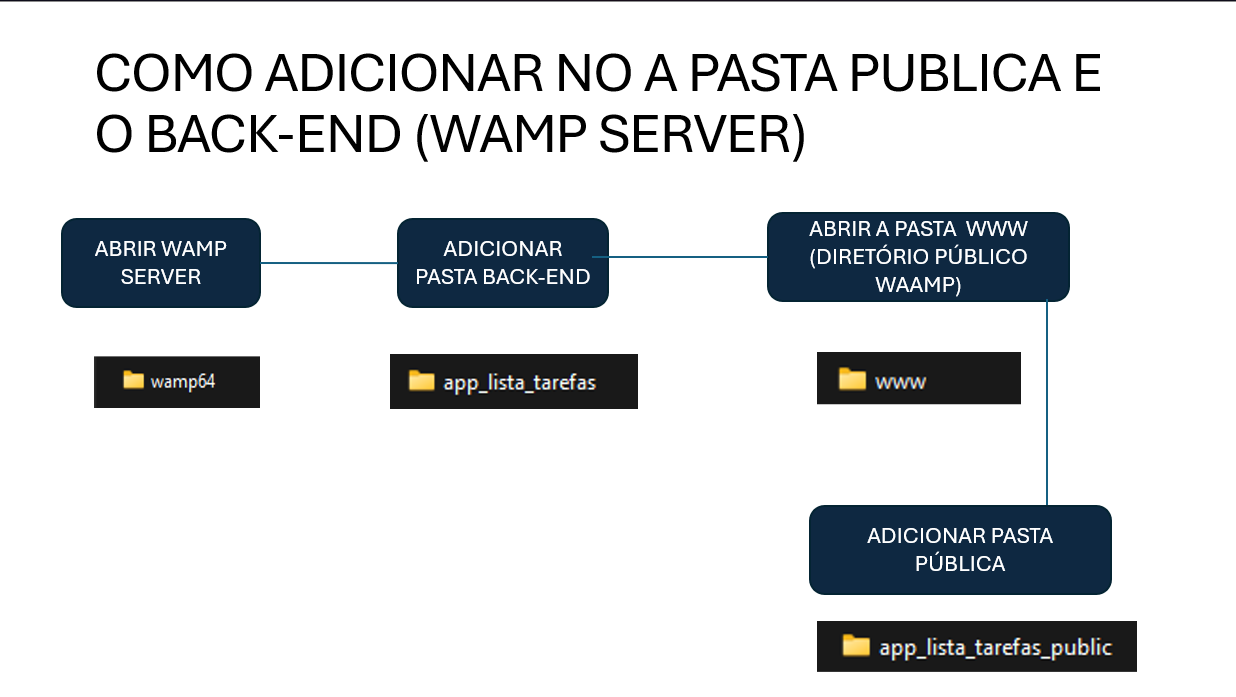 COMO ADICIONAR NO A PASTA PUBLICA E
O BACK-END (WAMP SERVER)
ABRIR WAMP
SERVER
ADICIONAR
PASTA BACK-END
ABRIR A PASTA  WWW
(DIRETÓRIO PÚBLICO
WAAMP)
wamp64
app_lista_tarefas
www
ADICIONAR PASTA
PÚBLICA
app_lista_tarefas_public